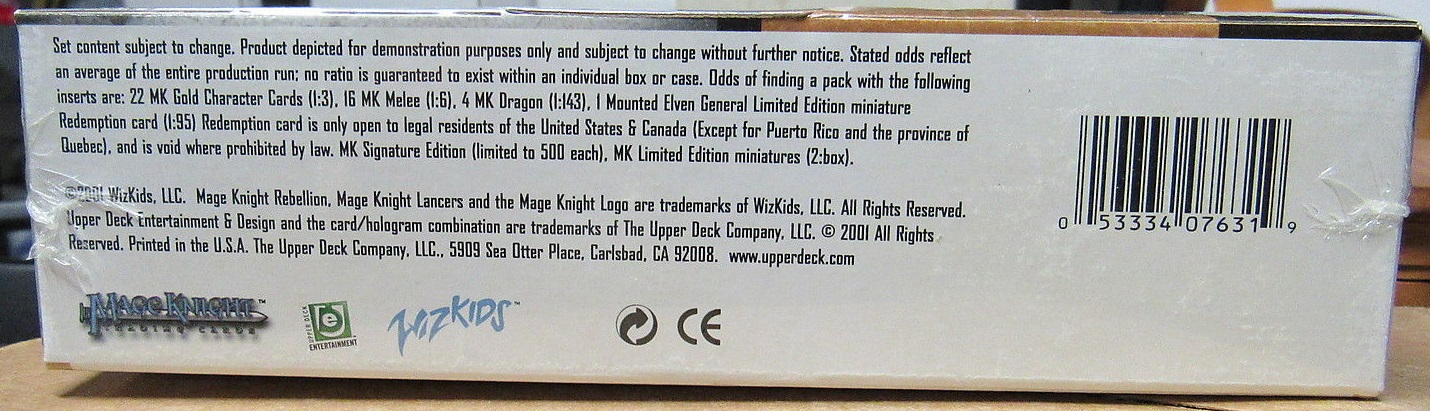 Set content subject to change. Product depicted for demonstration purposes only and subject to change without further notice. Stated odds reflect
an average of the entire production run; no ratio is guaranteed to exist within an individual box or case. Odds of finding a pack with the following
inserts are: 22 MK Gold Character Cards (1:3), 16 MK Melee (1:6), 4 MK Dragon (1:143), 1 Mounted Elven General Limited Edition miniature
Redemption card (1:95) Redemption card is only open to legal residents of the United States & Canada (Except for Puerto Rico and the province of
Quebec), and is void where prohibited by law. MK Signature Edition (limited to 500 each), MK Limited Edition miniatures (2:box).
©2001 WizKids, LLC. Mage Knight Rebellion, Mage Knight Lancers and the Mage Knight Logo are trademarks of WizKids, LLC. All Rights Reserved.
Upper Deck Entertainment & Design and the card/hologram combination are trademarks of The Upper Deck Company, LLC. © 2001 All Rights
Reserved. Printed in the U.S.A. The Upper Deck Company, LLC., 5909 Sea Otter Place, Carlsbad, CA 92008. www.upperdeck.com
0 53334 07631 9
MAGE KNIGHT™
TRADING CARDS
UPPER DECK
e
ENTERTAINMENT
WIZKIDS™
CE